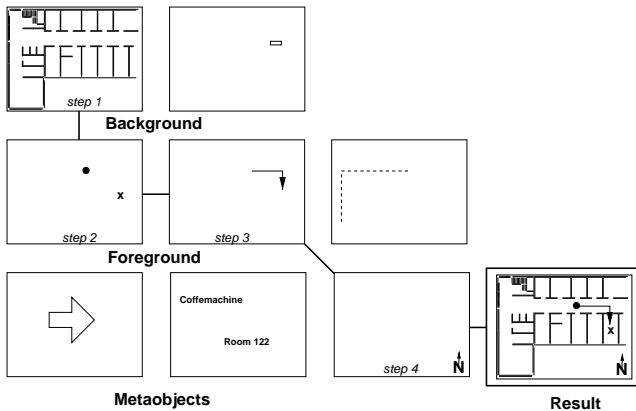 step 1
Background
x
step 2
step 3
Foreground
Coffemachine
Room 122
step 4
N
x
N
Metaobjects
Result